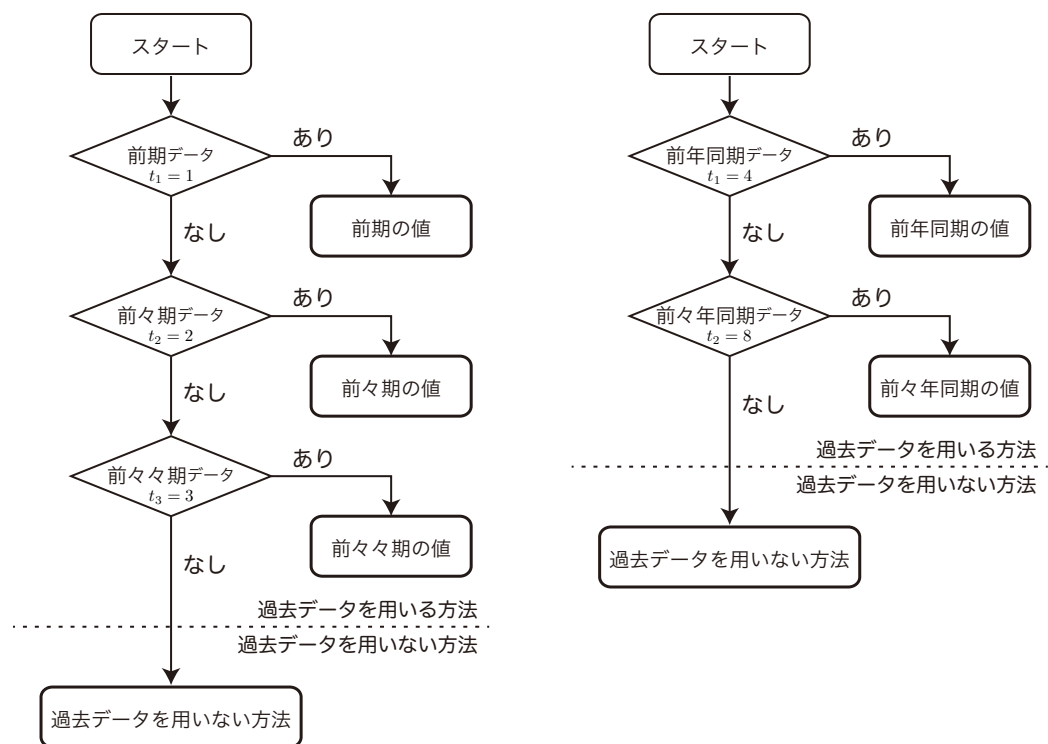 スタート
前期データ
t₁ = 1
あり
前期の値
なし
前々期データ
t₂ = 2
あり
前々期の値
なし
前々々期データ
t₃ = 3
あり
前々々期の値
なし
過去データを用いる方法
過去データを用いない方法
過去データを用いない方法
スタート
前年同期データ
t₁ = 4
あり
前年同期の値
なし
前々年同期データ
t₂ = 8
あり
前々年同期の値
なし
過去データを用いる方法
過去データを用いない方法
過去データを用いない方法